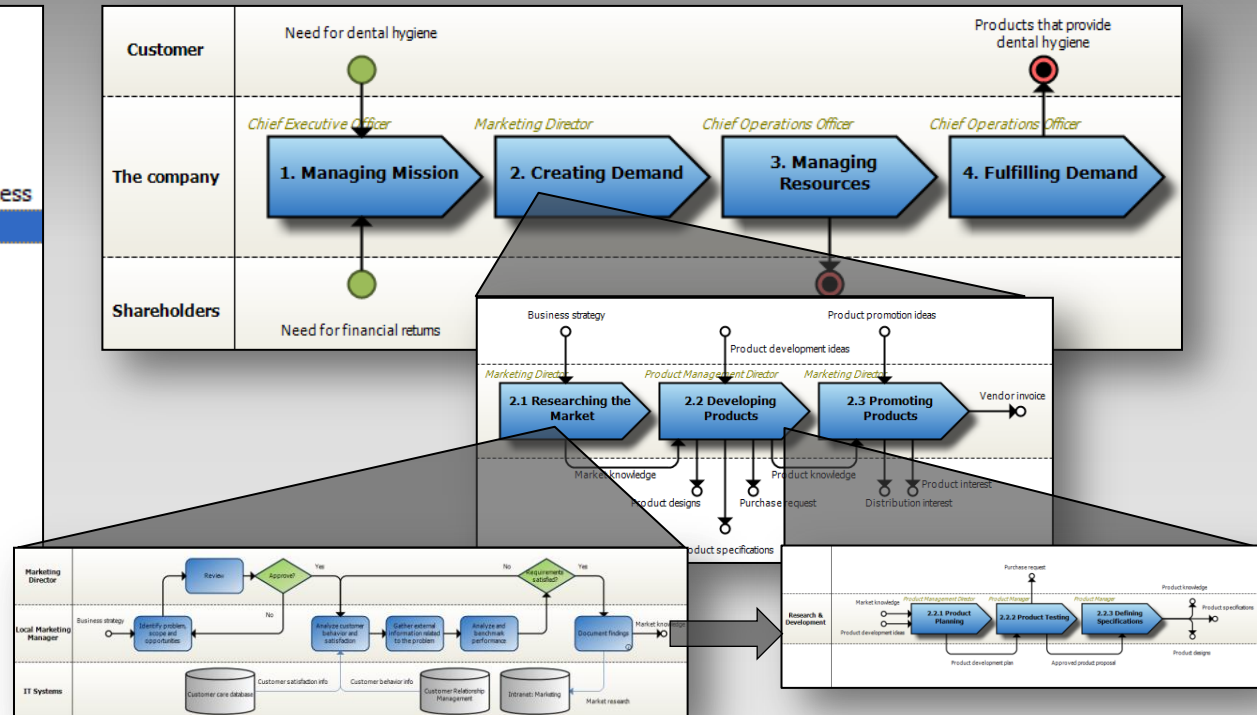 ess
Customer
Need for dental hygiene
Products that provide
dental hygiene
The company
Chief Executive Officer
1. Managing Mission
Marketing Director
2. Creating Demand
Chief Operations Officer
3. Managing
Resources
Chief Operations Officer
4. Fulfilling Demand
Shareholders
Need for financial returns
Business strategy
Product development ideas
Product promotion ideas
Marketing Director
2.1 Researching the
Market
Product Management Director
2.2 Developing
Products
Marketing Director
2.3 Promoting
Products
Vendor invoice
Market knowledge
Product knowledge
Product designs
Purchase request
Product interest
Distribution interest
oduct specifications
Marketing
Director
Review
Approve?
Yes
No
No
Requirements
satisfied?
Yes
Local Marketing
Manager
Business strategy
Identify problem,
scope and
opportunities
Analyze customer
behavior and
satisfaction
Gather external
information related
to the problem
Analyze and
benchmark
performance
Document findings
Market knowledge
IT Systems
Customer care database
Customer satisfaction info
Customer behavior info
Customer Relationship
Management
Intranet: Marketing
Market research
Research &
Development
Purchase request
Market knowledge
Product development ideas
Product Management Director
2.2.1 Product
Planning
Product Manager
2.2.2 Product Testing
Product Manager
2.2.3 Defining
Specifications
Product knowledge
Product specifications
Product designs
Product development plan
Approved product proposal